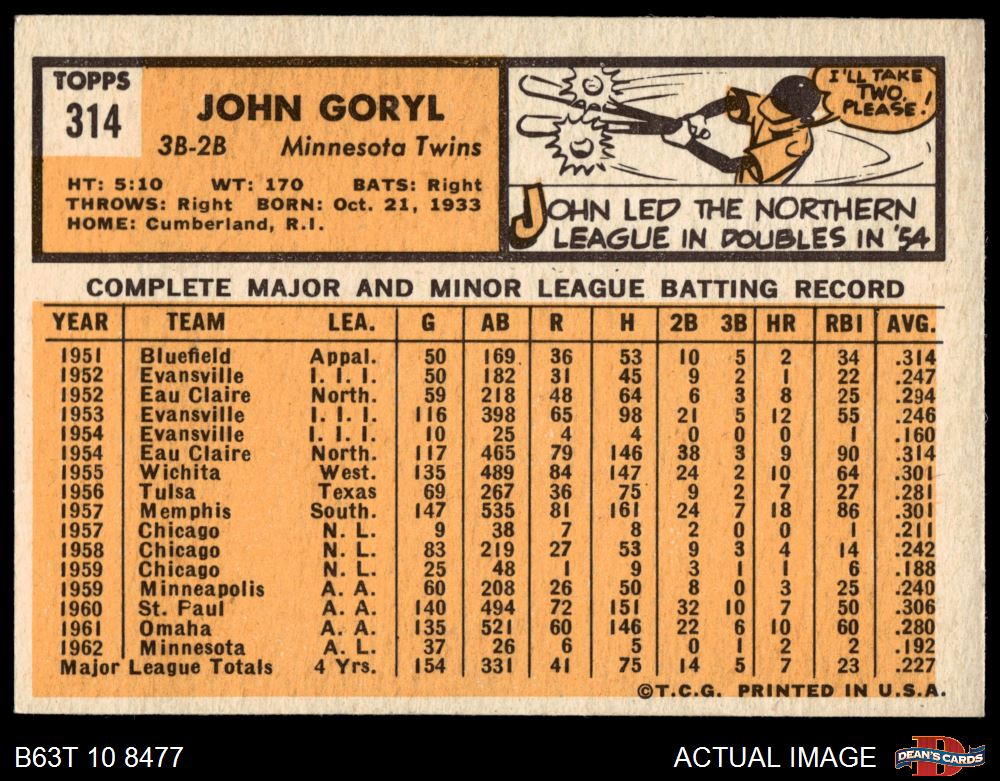 TOPPS
314
JOHN GORYL
3B-2B Minnesota Twins
HT: 5:10 WT: 170 BATS: Right
THROWS: Right BORN: Oct. 21, 1933
HOME: Cumberland, R.I.
I'LL TAKE
TWO,
PLEASE!
JOHN LED THE NORTHERN
LEAGUE IN DOUBLES IN '54
COMPLETE MAJOR AND MINOR LEAGUE BATTING RECORD
YEAR TEAM LEA. G AB R H 2B 3B HR RBI AVG.
1951 Bluefield Appal. 50 169 36 53 10 5 2 34 .314
1952 Evansville I. I. I. 50 182 31 45 9 2 1 22 .247
1952 Eau Claire North. 59 218 48 64 6 3 8 25 .294
1953 Evansville I. I. I. 116 398 65 98 21 5 12 55 .246
1954 Evansville I. I. I. 10 25 4 4 0 0 0 1 .160
1954 Eau Claire North. 117 465 79 146 38 3 9 90 .314
1955 Wichita West. 135 489 84 147 24 2 10 64 .301
1956 Tulsa Texas 69 267 36 75 9 2 7 27 .281
1957 Memphis South. 147 535 81 161 24 7 18 86 .301
1957 Chicago N. L. 9 38 7 8 2 0 0 1 .211
1958 Chicago N. L. 83 219 27 53 9 3 4 14 .242
1959 Chicago N. L. 25 48 1 9 3 1 1 6 .188
1959 Minneapolis A. A. 60 208 26 50 8 0 3 25 .240
1960 St. Paul A. A. 140 494 72 151 32 10 7 50 .306
1961 Omaha A. A. 135 521 60 146 22 6 10 60 .280
1962 Minnesota A. L. 37 26 6 5 0 1 2 2 .192
Major League Totals 4 Yrs. 154 331 41 75 14 5 7 23 .227
©T.C.G. PRINTED IN U.S.A.
B63T 10 8477 ACTUAL IMAGE DEAN'S CARDS